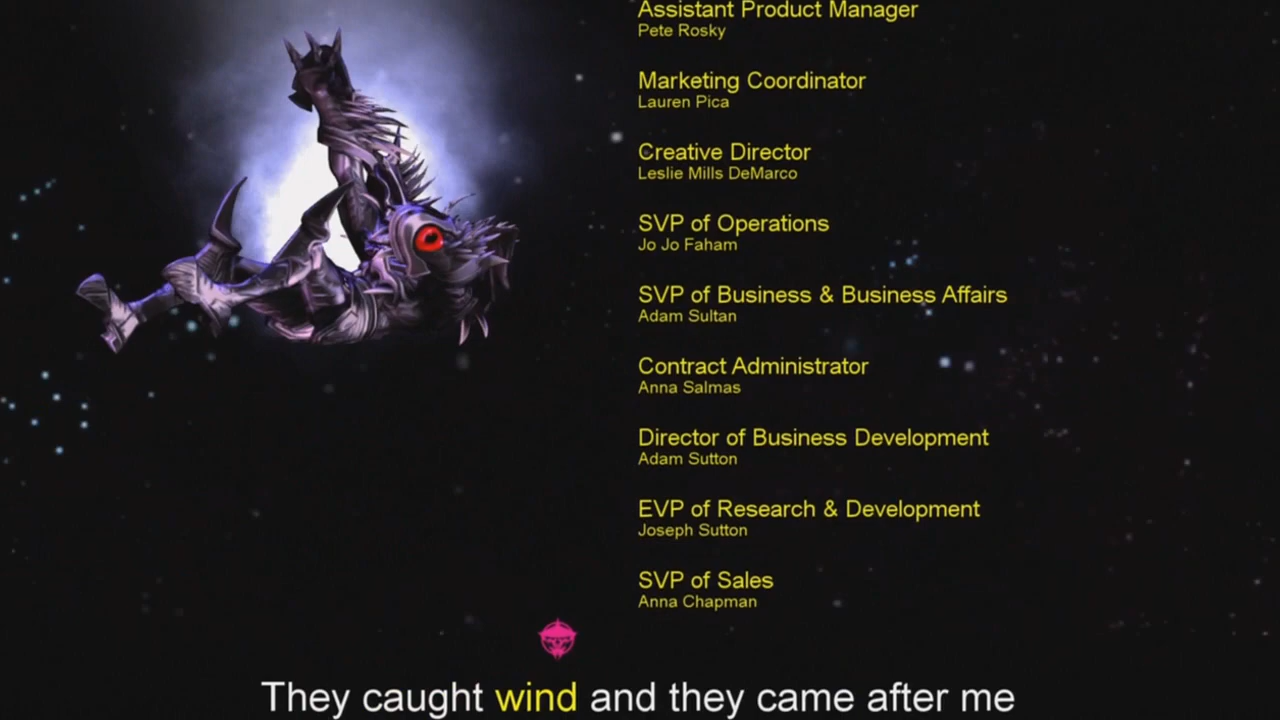 Assistant Product Manager
Pete Rosky
Marketing Coordinator
Lauren Pica
Creative Director
Leslie Mills DeMarco
SVP of Operations
Jo Jo Faham
SVP of Business & Business Affairs
Adam Sultan
Contract Administrator
Anna Salmas
Director of Business Development
Adam Sutton
EVP of Research & Development
Joseph Sutton
SVP of Sales
Anna Chapman
They caught wind and they came after me